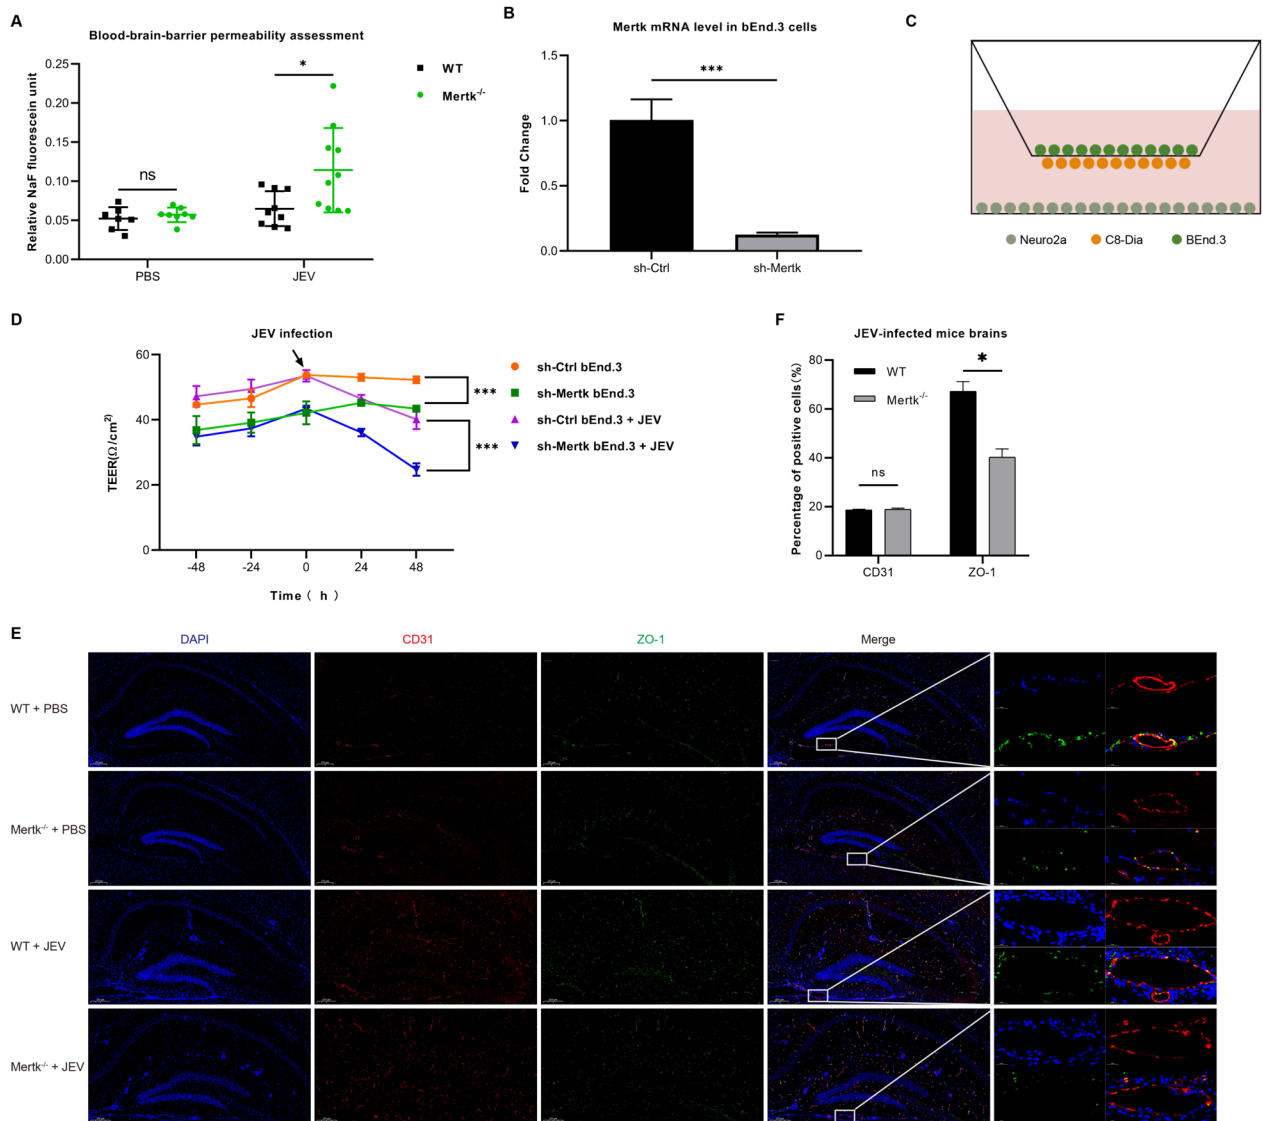 A
Blood-brain-barrier permeability assessment
Relative NaF fluorescein unit
0.25
0.20
0.15
0.10
0.05
0.00
ns
*
PBS
JEV
WT
Mertk-/-
B
Mertk mRNA level in bEnd.3 cells
Fold Change
1.5
1.0
0.5
0.0
***
sh-Ctrl
sh-Mertk
C
Neuro2a
C8-Dia
BEnd.3
D
JEV infection
TEER(Ω/cm2)
60
40
20
0
-48
-24
0
24
48
Time ( h )
***
***
sh-Ctrl bEnd.3
sh-Mertk bEnd.3
sh-Ctrl bEnd.3 + JEV
sh-Mertk bEnd.3 + JEV
F
JEV-infected mice brains
Percentage of positive cells (%)
80
60
40
20
0
WT
Mertk-/-
ns
*
CD31
ZO-1
E
DAPI
CD31
ZO-1
Merge
WT + PBS
Mertk-/- + PBS
WT + JEV
Mertk-/- + JEV